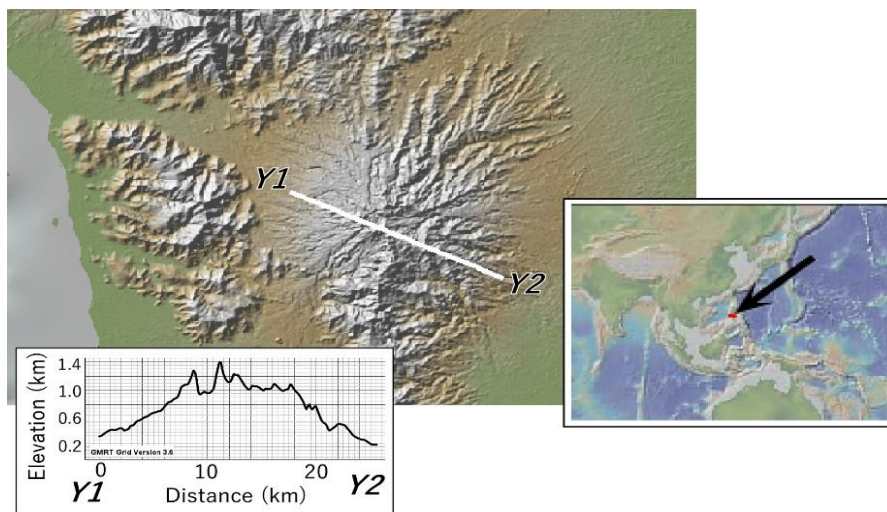 Y1
Y2
1.4
1.0
0.6
0.2
Elevation (km)
GMRT Grid Version 3.6
0
10
20
Y1
Distance (km)
Y2